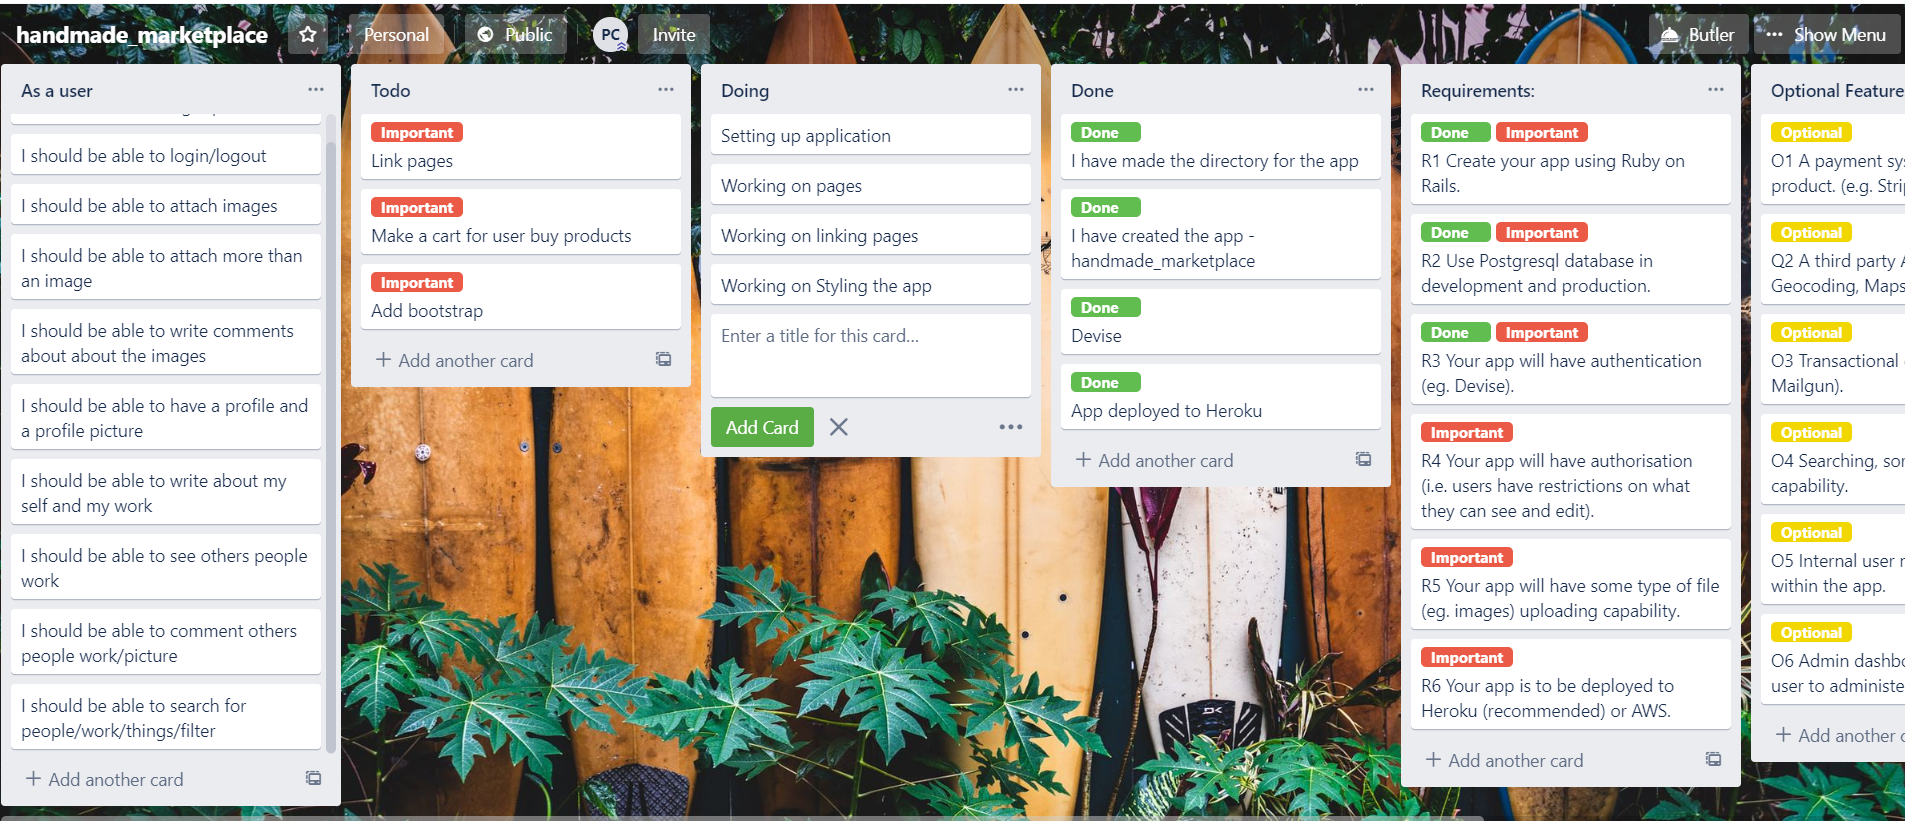 handmade_marketplace
Personal
Public
PC
Invite
Butler
Show Menu
As a user
I should be able to login/logout
I should be able to attach images
I should be able to attach more than
an image
I should be able to write comments
about about the images
I should be able to have a profile and
a profile picture
I should be able to write about my
self and my work
I should be able to see others people
work
I should be able to comment others
people work/picture
I should be able to search for
people/work/things/filter
+ Add another card
Todo
Important
Link pages
Important
Make a cart for user buy products
Important
Add bootstrap
+ Add another card
Doing
Setting up application
Working on pages
Working on linking pages
Working on Styling the app
Enter a title for this card...
Add Card
Done
Done
I have made the directory for the app
Done
I have created the app -
handmade_marketplace
Done
Devise
Done
App deployed to Heroku
+ Add another card
Requirements:
Done Important
R1 Create your app using Ruby on
Rails.
Done Important
R2 Use Postgresql database in
development and production.
Done Important
R3 Your app will have authentication
(eg. Devise).
Important
R4 Your app will have authorisation
(i.e. users have restrictions on what
they can see and edit).
Important
R5 Your app will have some type of file
(eg. images) uploading capability.
Important
R6 Your app is to be deployed to
Heroku (recommended) or AWS.
+ Add another card
Optional Feature
Optional
O1 A payment sy
product. (e.g. Stri
Optional
Q2 A third party
Geocoding, Maps
Optional
O3 Transactional
Mailgun).
Optional
O4 Searching, so
capability.
Optional
O5 Internal user
within the app.
Optional
O6 Admin dashb
user to administe
+ Add another